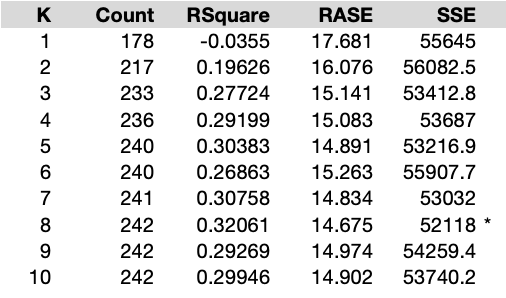 K Count RSquare RASE SSE
1 178 -0.0355 17.681 55645
2 217 0.19626 16.076 56082.5
3 233 0.27724 15.141 53412.8
4 236 0.29199 15.083 53687
5 240 0.30383 14.891 53216.9
6 240 0.26863 15.263 55907.7
7 241 0.30758 14.834 53032
8 242 0.32061 14.675 52118 *
9 242 0.29269 14.974 54259.4
10 242 0.29946 14.902 53740.2